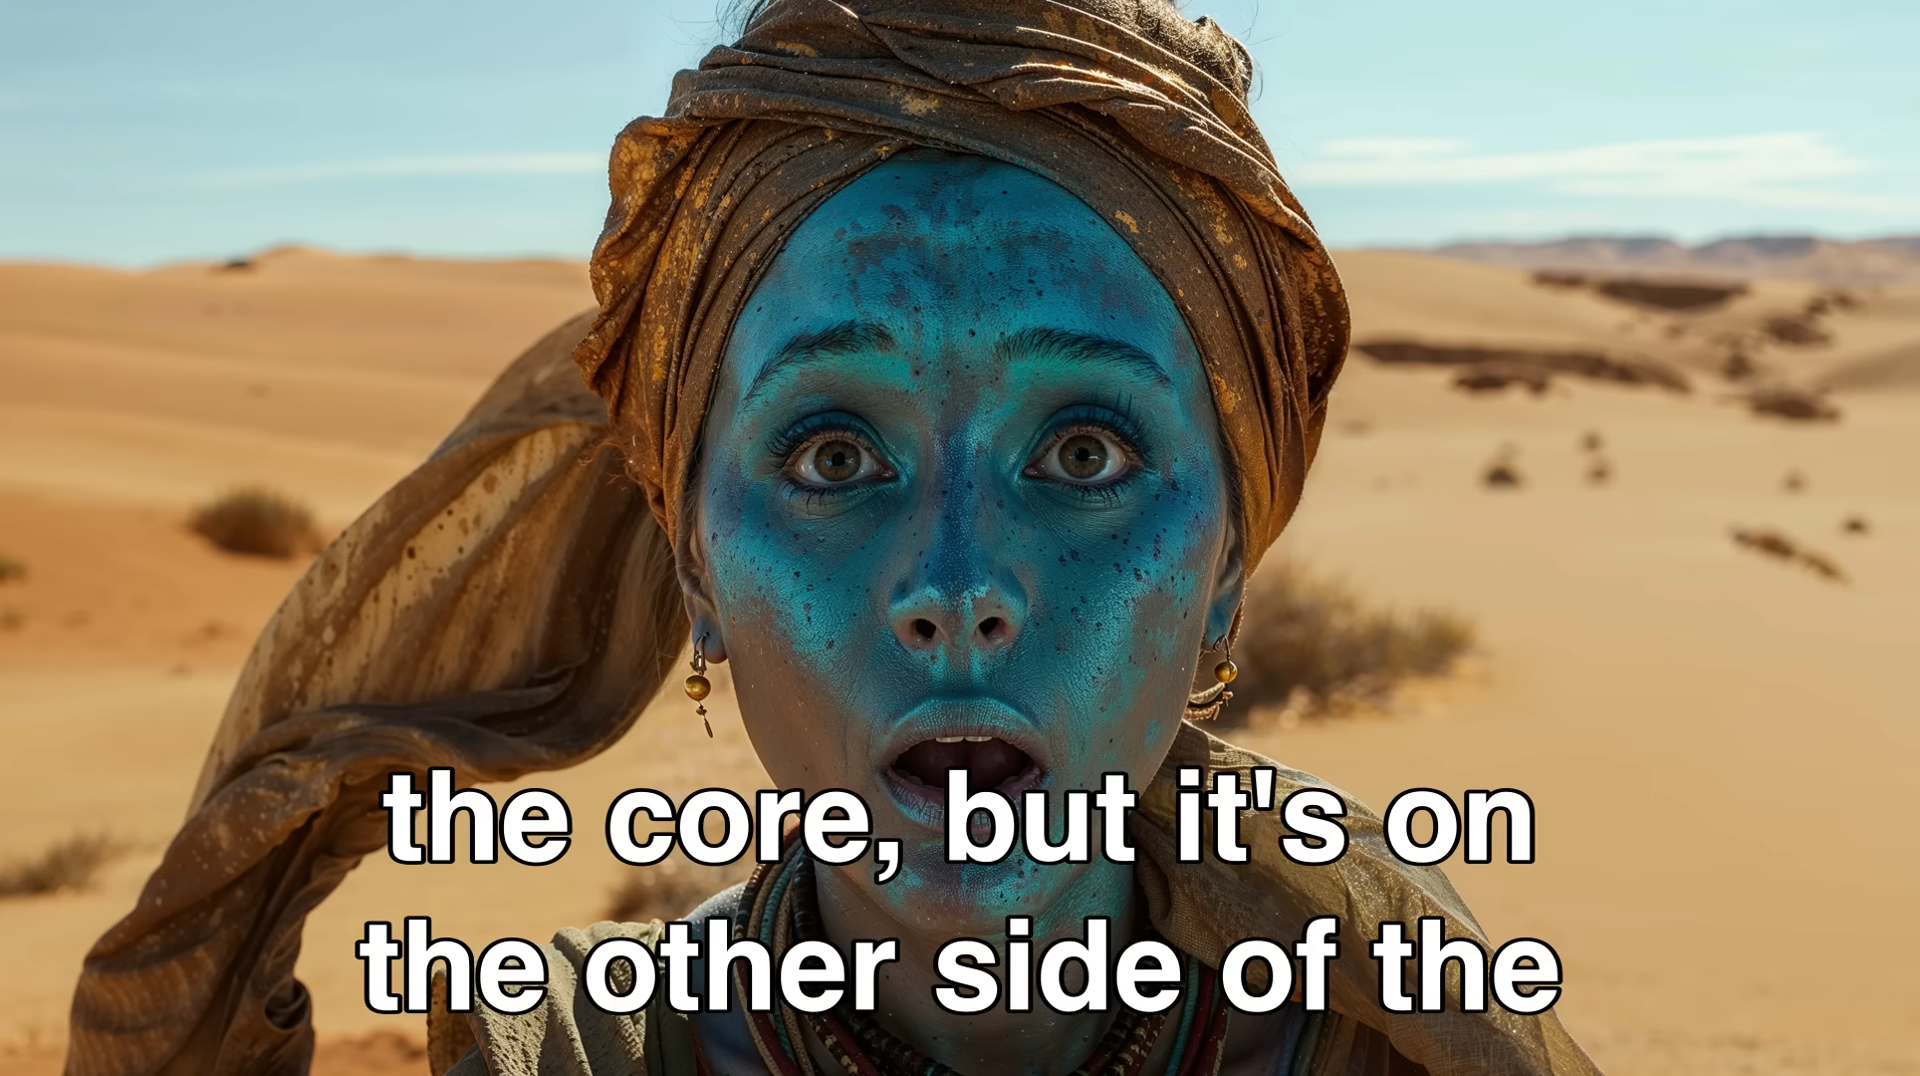 the core, but it's on
the other side of the